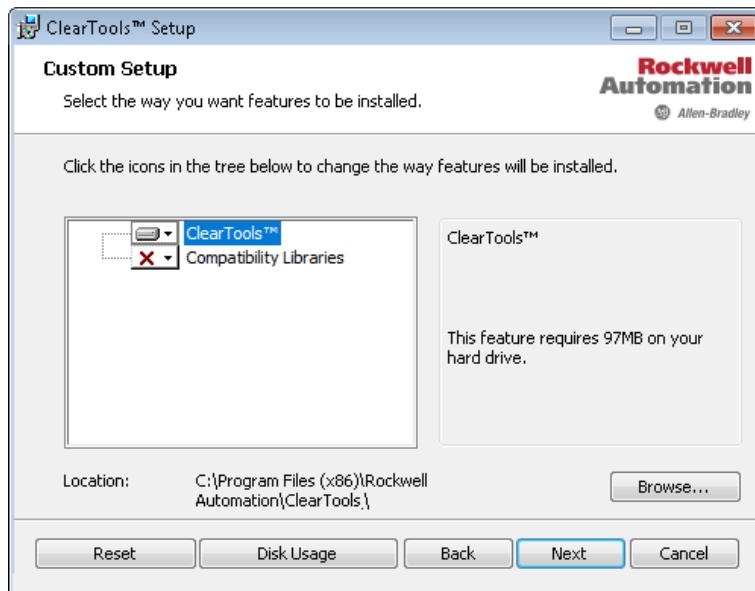 ClearTools™ Setup
Custom Setup
Select the way you want features to be installed.
Rockwell
Automation
Allen-Bradley
Click the icons in the tree below to change the way features will be installed.
ClearTools™
Compatibility Libraries
ClearTools™
This feature requires 97MB on your
hard drive.
Location:
C:\Program Files (x86)\Rockwell
Automation\ClearTools,\
Browse...
Reset
Disk Usage
Back
Next
Cancel